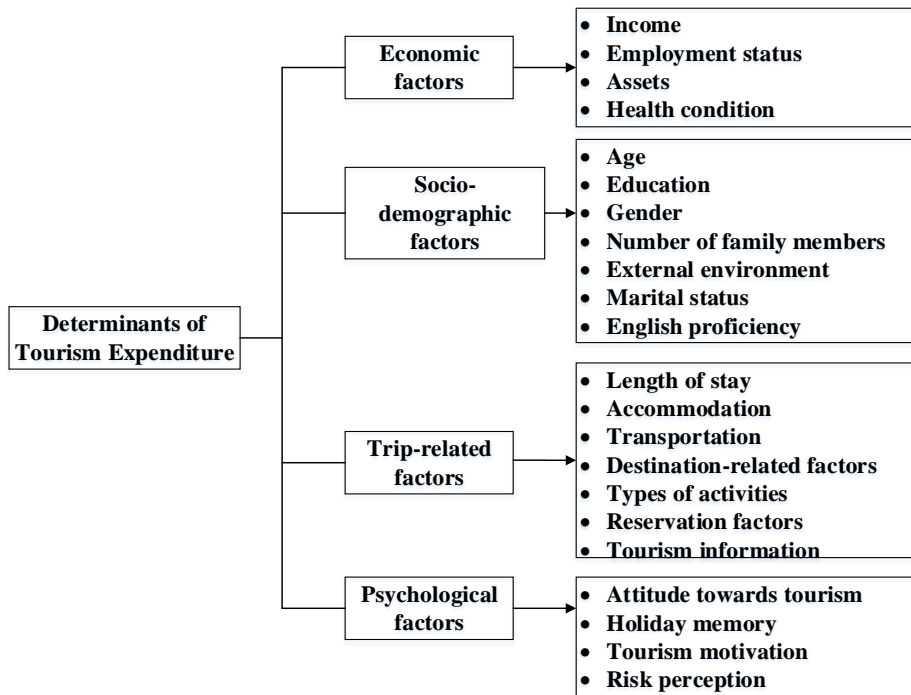 Determinants of
Tourism Expenditure
Economic
factors
• Income
• Employment status
• Assets
• Health condition
Socio-
demographic
factors
• Age
• Education
• Gender
• Number of family members
• External environment
• Marital status
• English proficiency
Trip-related
factors
• Length of stay
• Accommodation
• Transportation
• Destination-related factors
• Types of activities
• Reservation factors
• Tourism information
Psychological
factors
• Attitude towards tourism
• Holiday memory
• Tourism motivation
• Risk perception